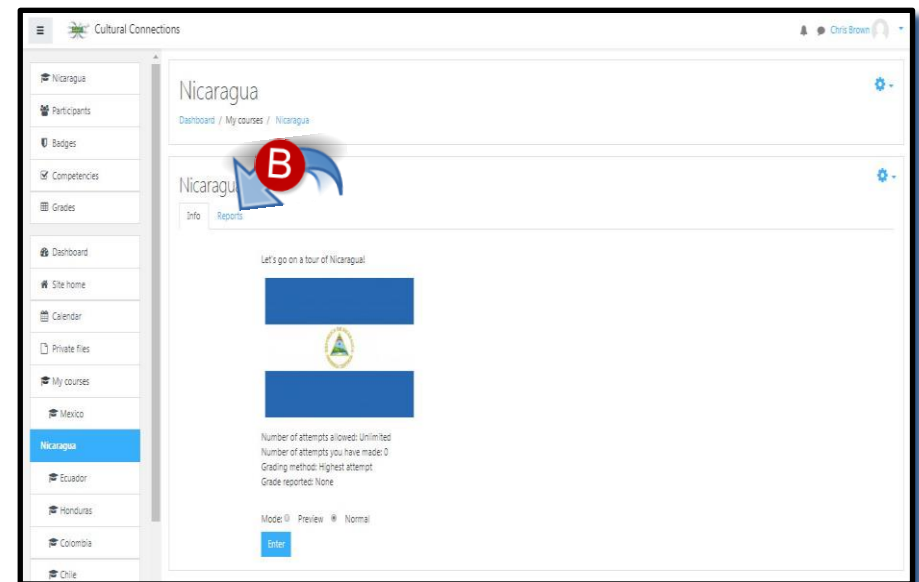 Cultural Connections
Chris Brown
Nicaragua
Participants
Badges
Competencies
Grades
Dashboard
Site home
Calendar
Private files
My courses
Mexico
Nicaragua
Ecuador
Honduras
Colombia
Chile
Nicaragua
Dashboard / My courses / Nicaragua
B
Info Reports
Let's go on a tour of Nicaragua!
Number of attempts allowed: Unlimited
Number of attempts you have made: 0
Grading method: Highest attempt
Grade reported: None
Mode: Preview Normal
Enter